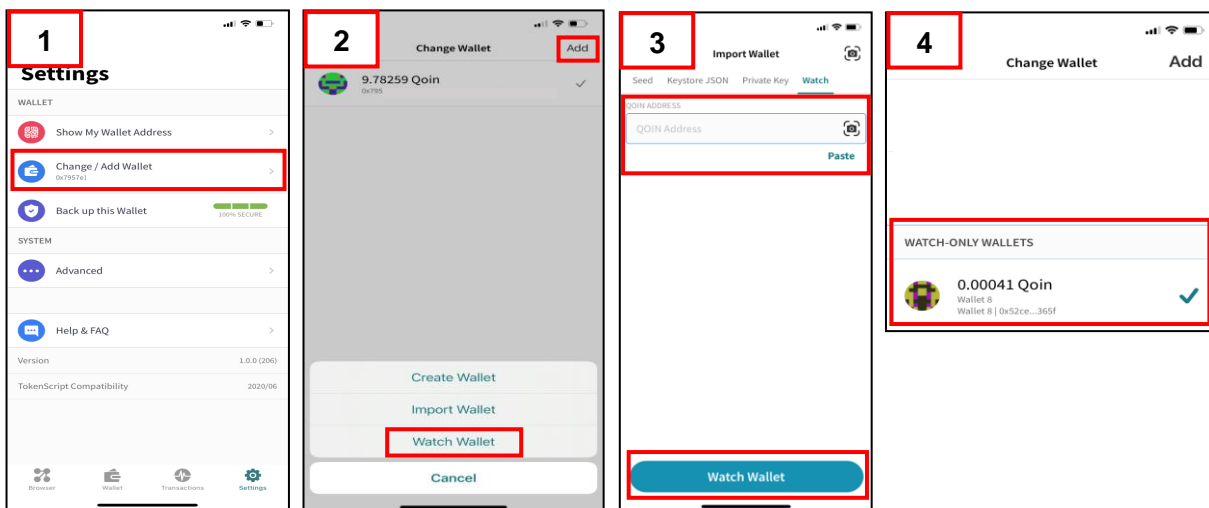 1
Settings
WALLET
Show My Wallet Address
Change / Add Wallet
0x7957e1
Back up this Wallet
100% SECURE
SYSTEM
Advanced
Help & FAQ
Version 1.0.0 (206)
TokenScript Compatibility 2020/06
Browser Wallet Transactions Settings
2
Change Wallet Add
9.78259 Qoin
0x795
Create Wallet
Import Wallet
Watch Wallet
Cancel
3
Import Wallet
Seed Keystore JSON Private Key Watch
QOIN ADDRESS
QOIN Address
Paste
Watch Wallet
4
Change Wallet Add
WATCH-ONLY WALLETS
0.00041 Qoin
Wallet 8
Wallet 8 | 0x52ce...365f